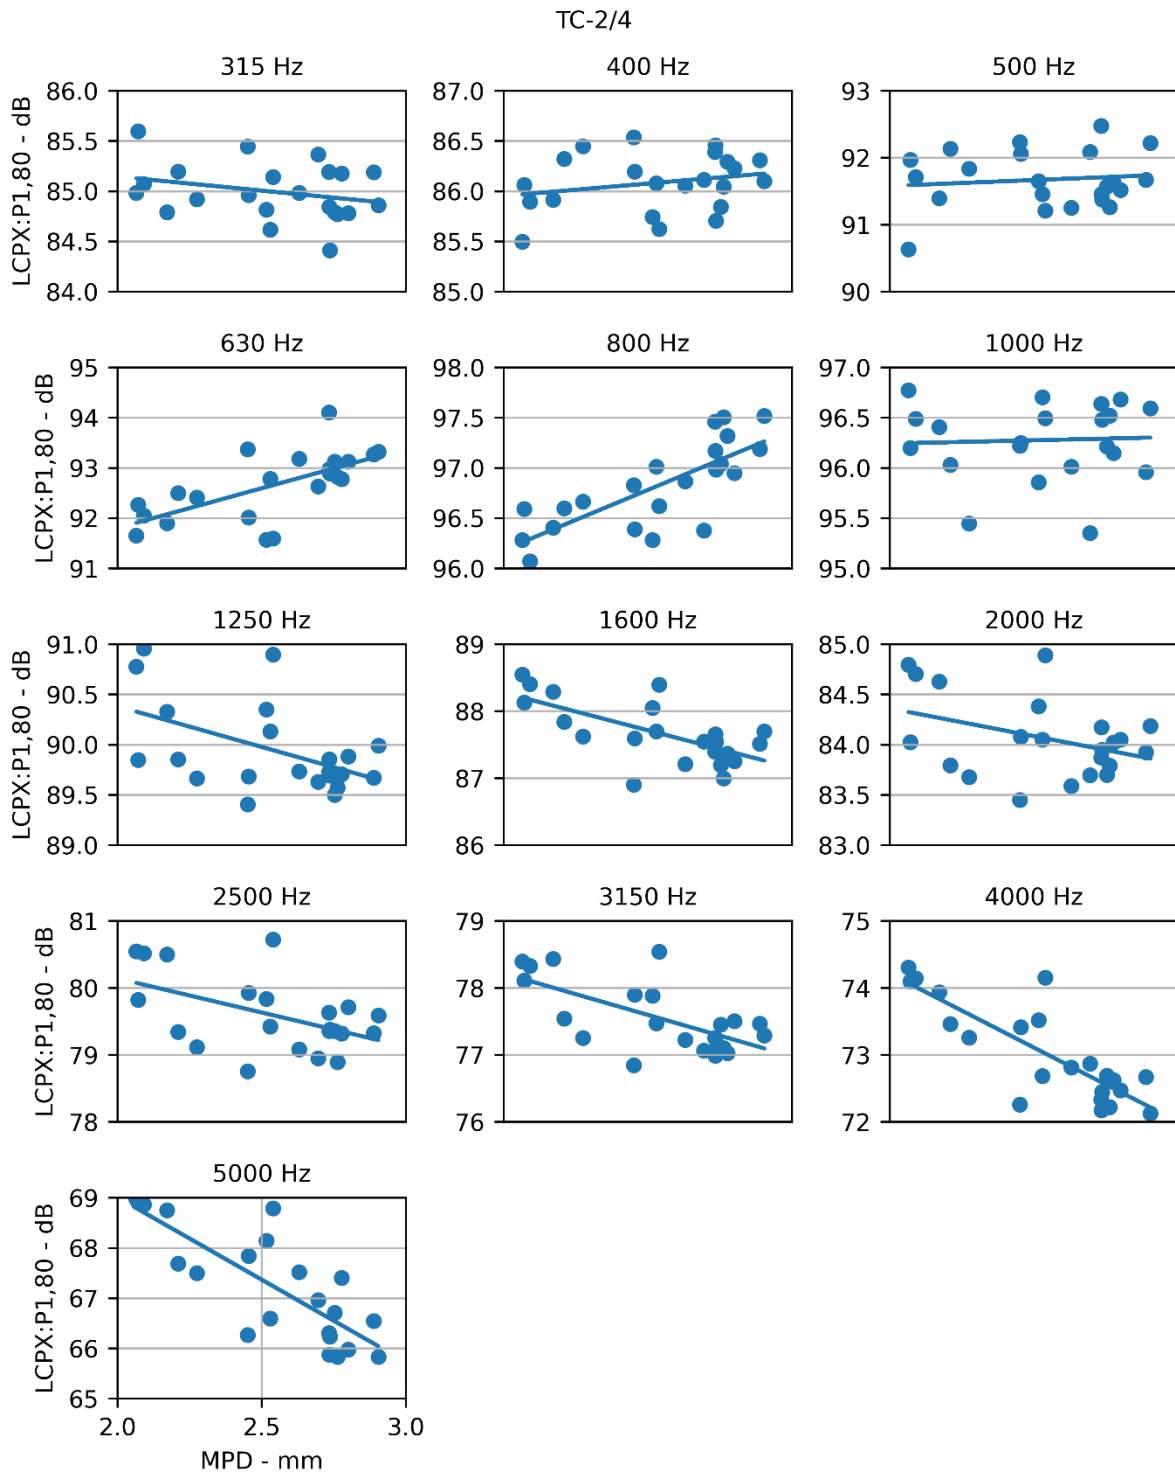 TC-2/4
315 Hz 400 Hz 500 Hz
LCPX:P1,80 - dB
86.0 85.5 85.0 84.5 84.0
87.0 86.5 86.0 85.5 85.0
93 92 91 90
630 Hz 800 Hz 1000 Hz
LCPX:P1,80 - dB
95 94 93 92 91
98.0 97.5 97.0 96.5 96.0
97.0 96.5 96.0 95.5 95.0
1250 Hz 1600 Hz 2000 Hz
LCPX:P1,80 - dB
91.0 90.5 90.0 89.5 89.0
89 88 87 86
85.0 84.5 84.0 83.5 83.0
2500 Hz 3150 Hz 4000 Hz
LCPX:P1,80 - dB
81 80 79 78
79 78 77 76
75 74 73 72
5000 Hz
LCPX:P1,80 - dB
69 68 67 66 65
2.0 2.5 3.0
MPD - mm